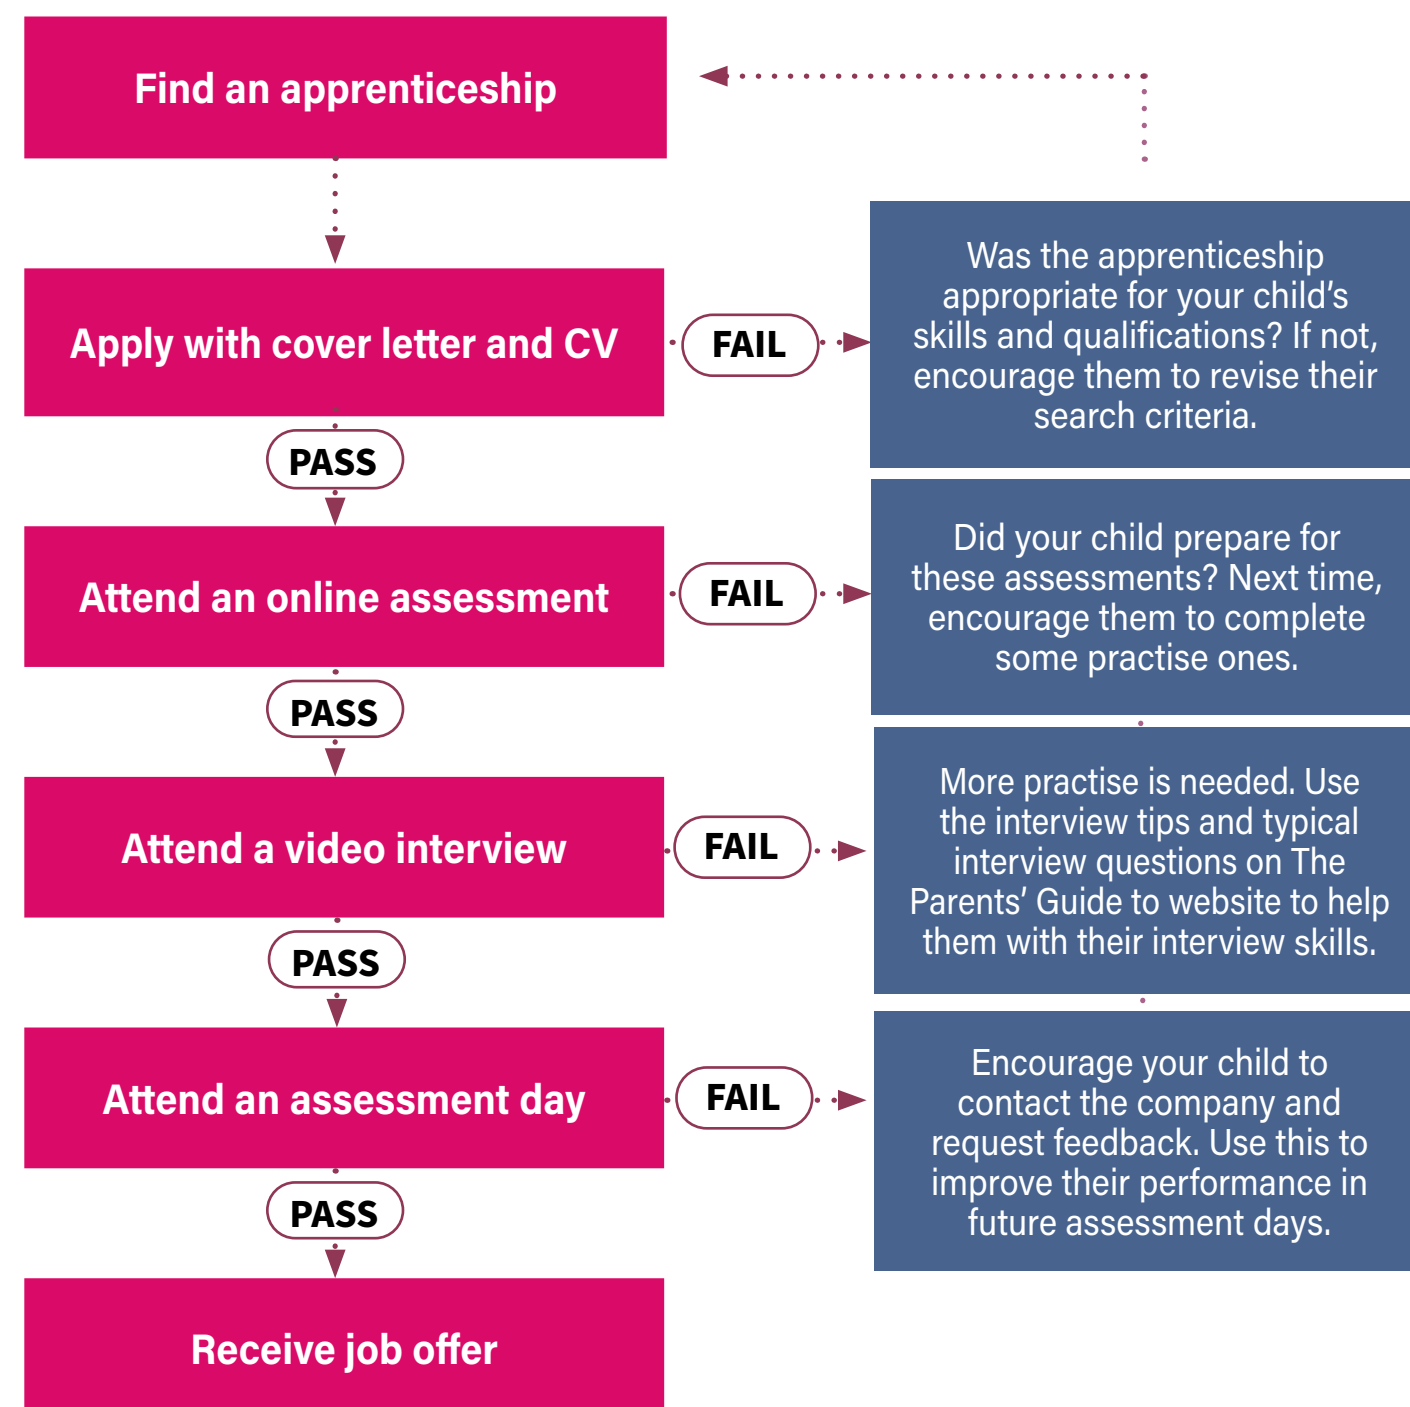 Find an apprenticeship
Apply with cover letter and CV
FAIL
Was the apprenticeship
appropriate for your child's
skills and qualifications? If not,
encourage them to revise their
search criteria.
PASS
Attend an online assessment
FAIL
Did your child prepare for
these assessments? Next time,
encourage them to complete
some practise ones.
PASS
Attend a video interview
FAIL
More practise is needed. Use
the interview tips and typical
interview questions on The
Parents' Guide to website to help
them with their interview skills.
PASS
Attend an assessment day
FAIL
Encourage your child to
contact the company and
request feedback. Use this to
improve their performance in
future assessment days.
PASS
Receive job offer